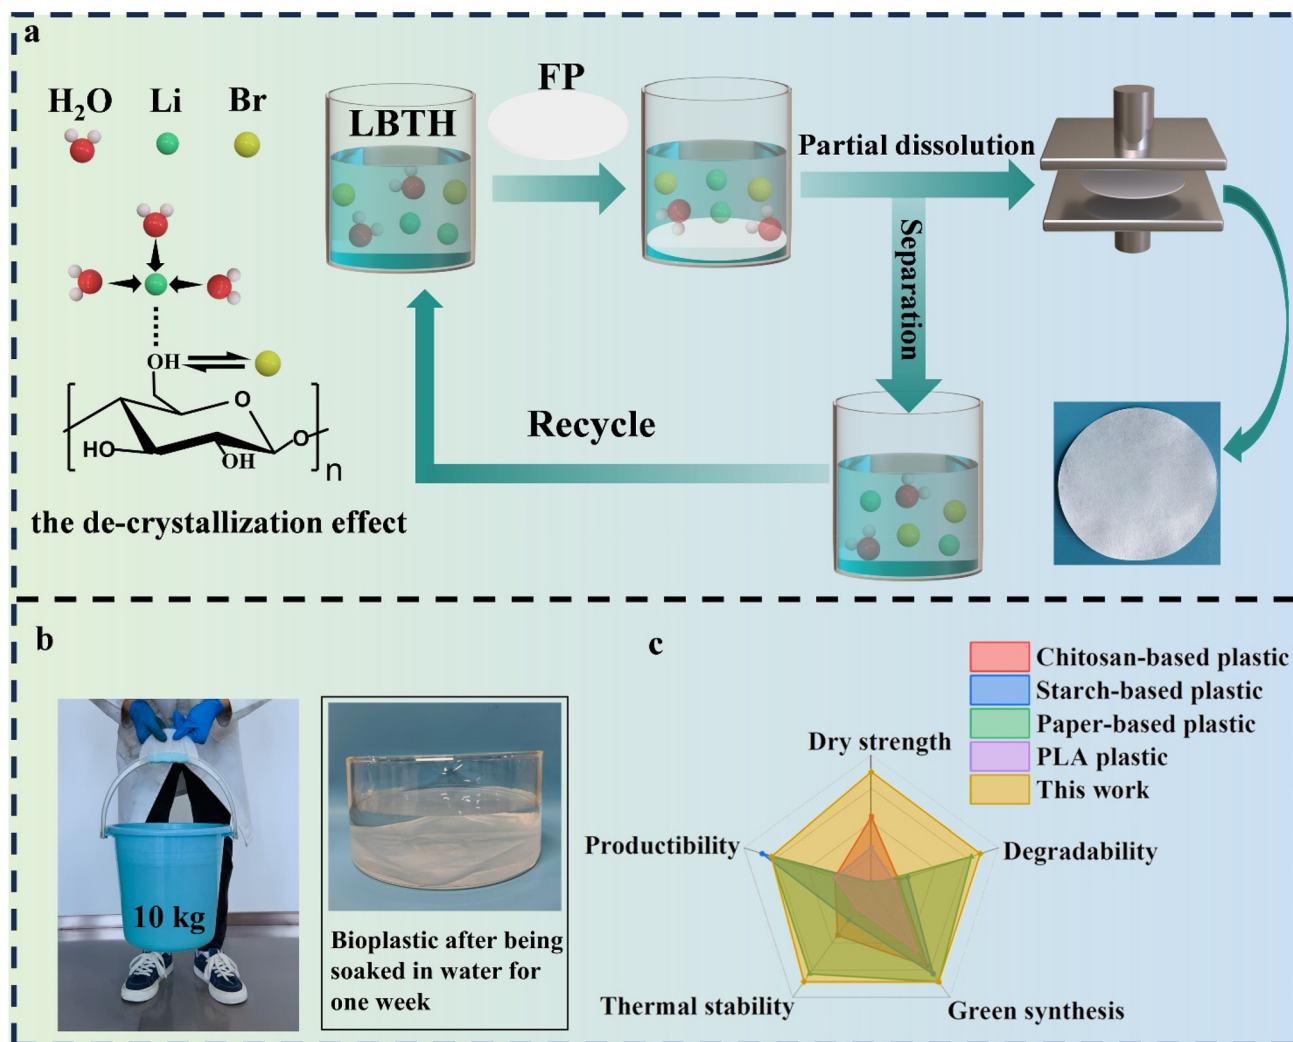 a
H₂O Li Br
LBTH
FP
Partial dissolution
Separation
Recycle
OH
O
HO
OH
O
n
the de-crystallization effect
b
10 kg
Bioplastic after being
soaked in water for
one week
c
Chitosan-based plastic
Starch-based plastic
Paper-based plastic
PLA plastic
This work
Dry strength
Productibility
Degradability
Thermal stability
Green synthesis